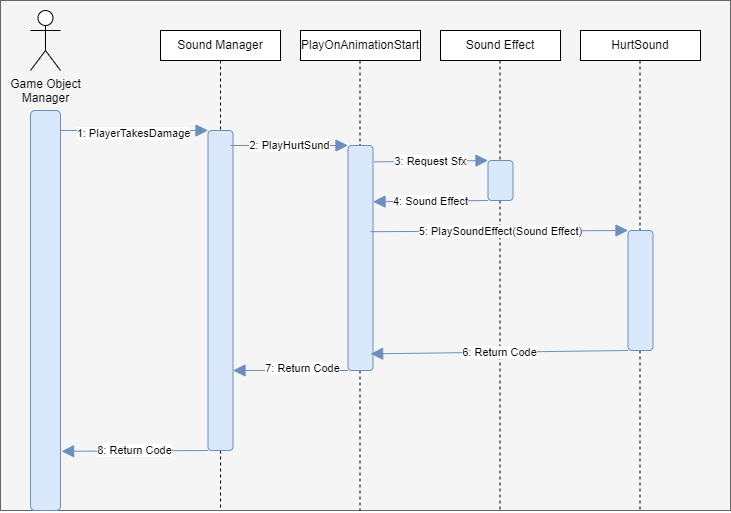 Sound Manager
PlayOnAnimationStart
Sound Effect
HurtSound
Game Object
Manager
1: PlayerTakesDamage
2: PlayHurtSund
3: Request Sfx
4: Sound Effect
5: PlaySoundEffect(Sound Effect)
6: Return Code
7: Return Code
8: Return Code